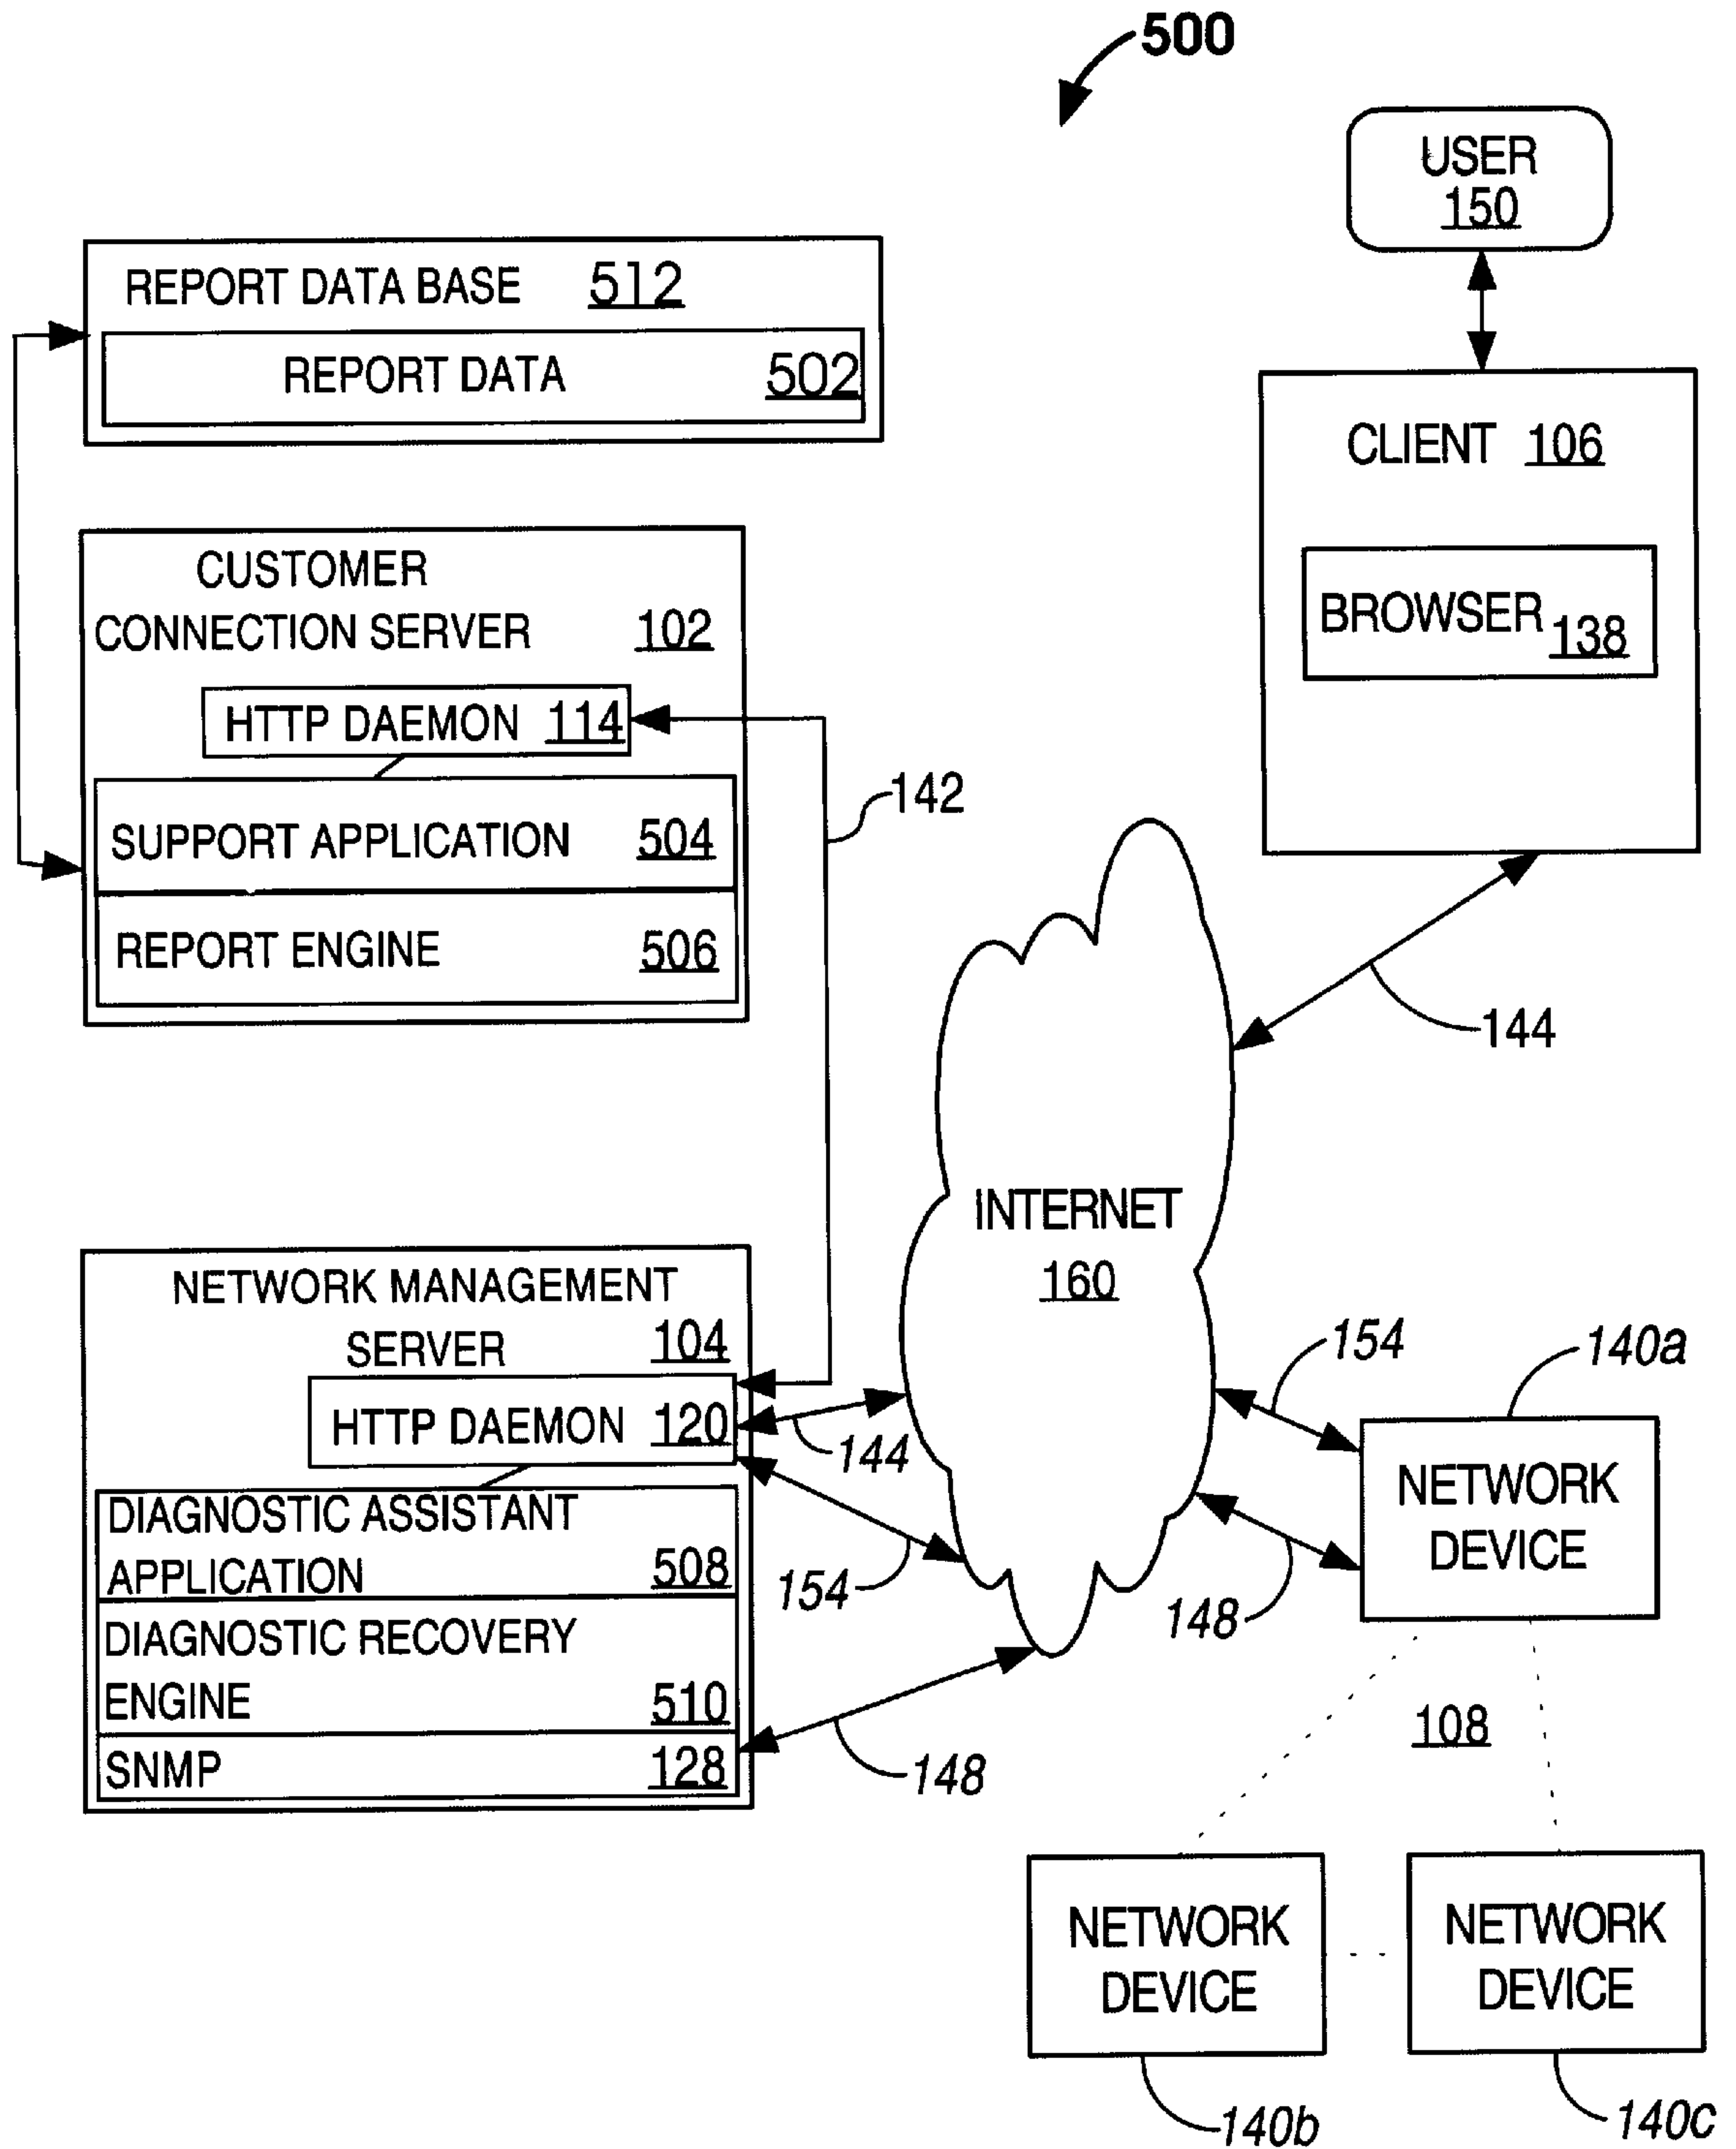 500
USER
150
REPORT DATA BASE 512
REPORT DATA 502
CLIENT 106
BROWSER 138
CUSTOMER
CONNECTION SERVER 102
HTTP DAEMON 114
142
SUPPORT APPLICATION 504
REPORT ENGINE 506
144
INTERNET
160
NETWORK MANAGEMENT
SERVER 104
HTTP DAEMON 120
144
154
DIAGNOSTIC ASSISTANT
APPLICATION 508
DIAGNOSTIC RECOVERY
ENGINE 510
SNMP 128
148
154
140a
NETWORK
DEVICE
148
108
NETWORK
DEVICE
140b
NETWORK
DEVICE
140c